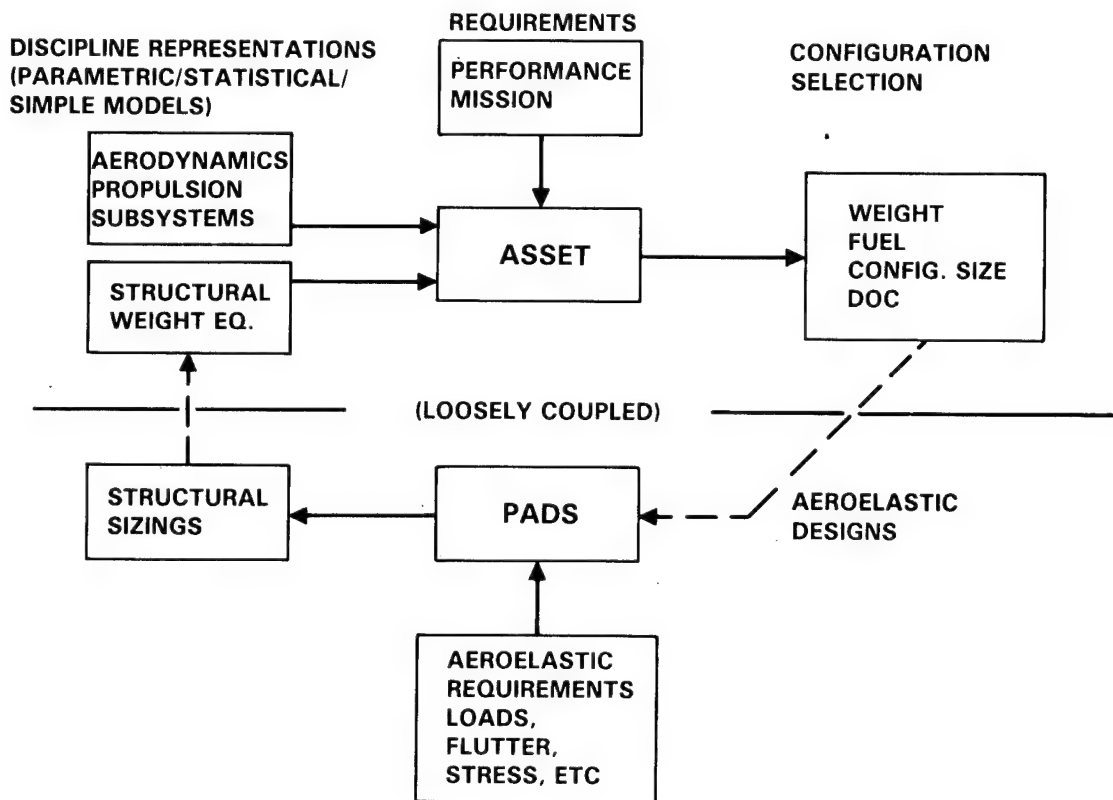 REQUIREMENTS
DISCIPLINE REPRESENTATIONS
(PARAMETRIC/STATISTICAL/
SIMPLE MODELS)
PERFORMANCE
MISSION
CONFIGURATION
SELECTION
AERODYNAMICS
PROPULSION
SUBSYSTEMS
ASSET
WEIGHT
FUEL
CONFIG. SIZE
DOC
STRUCTURAL
WEIGHT EQ.
(LOOSELY COUPLED)
STRUCTURAL
SIZINGS
PADS
AEROELASTIC
DESIGNS
AEROELASTIC
REQUIREMENTS
LOADS,
FLUTTER,
STRESS, ETC